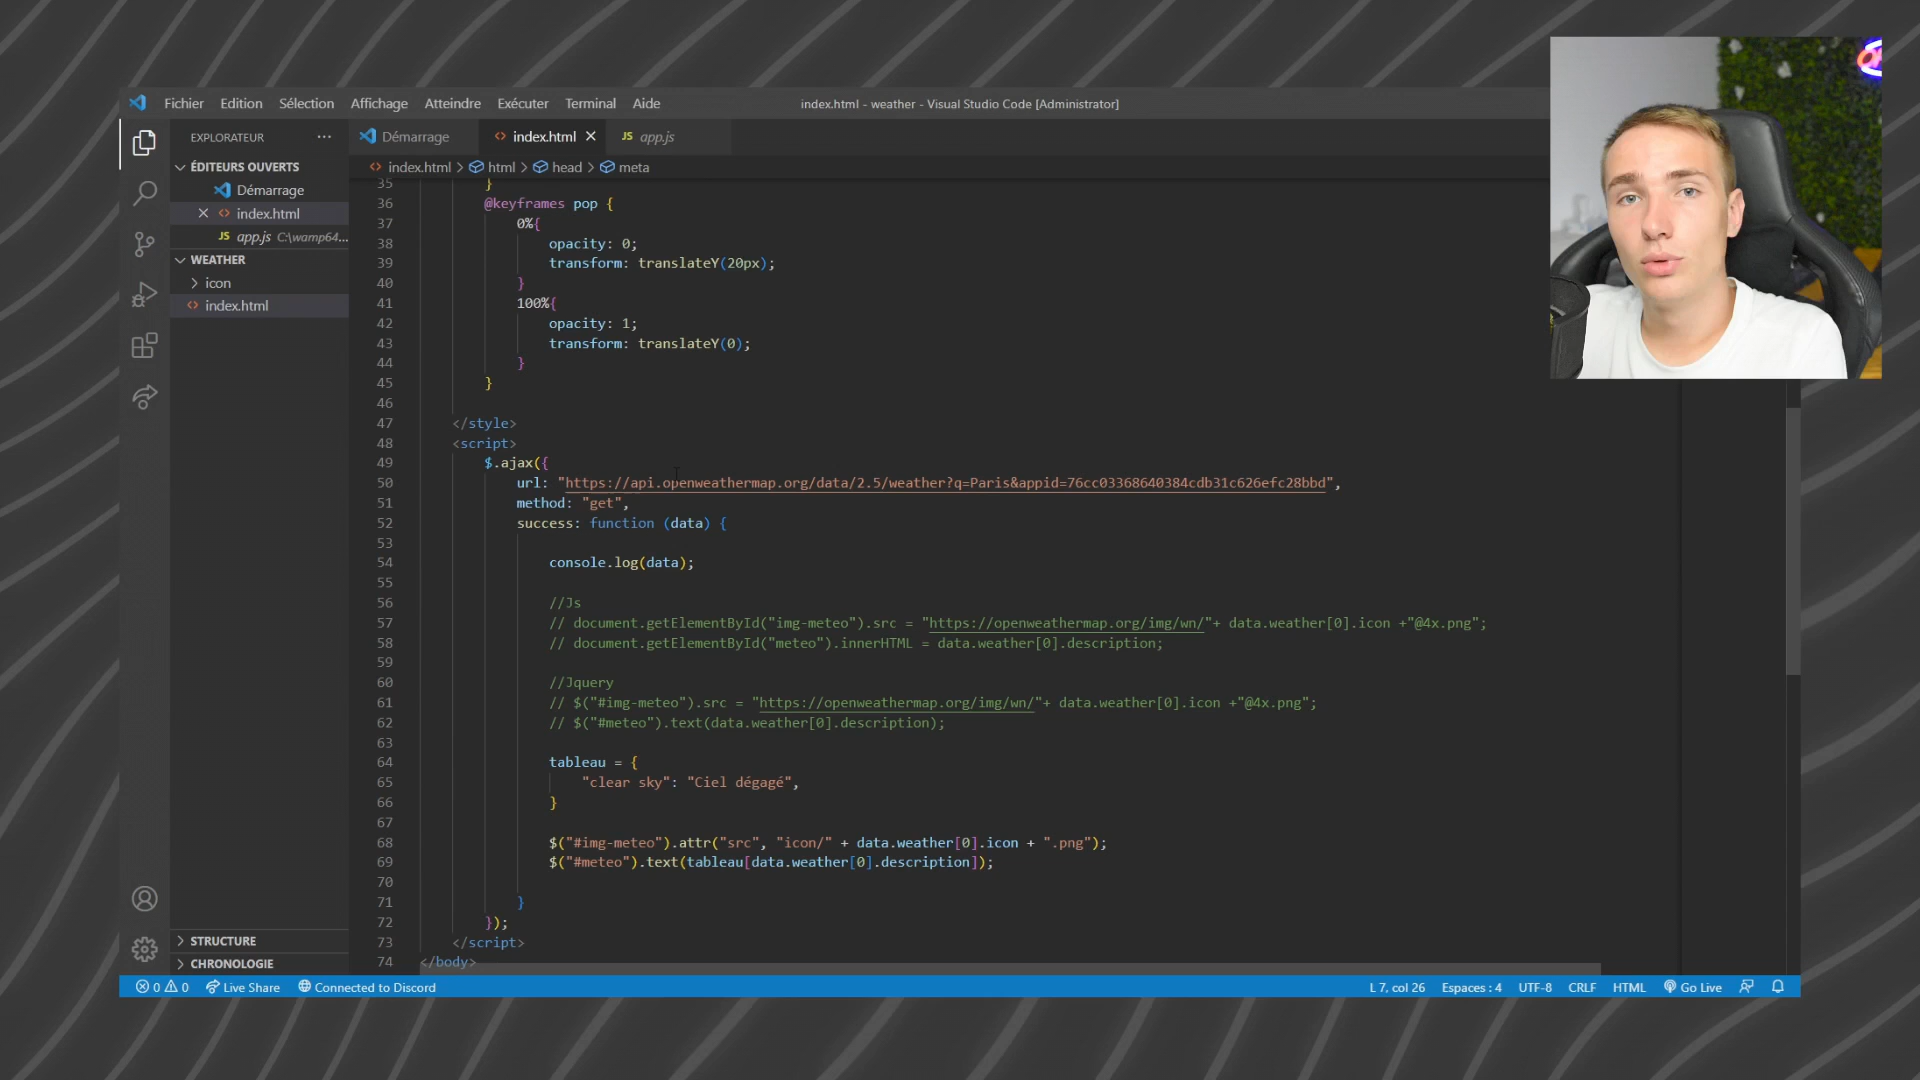 Fichier Edition Sélection Affichage Atteindre Exécuter Terminal Aide
index.html - weather - Visual Studio Code [Administrator]
EXPLORATEUR ···
Démarrage
index.html
JS app.js
ÉDITEURS OUVERTS
Démarrage
index.html
JS app.js C:\wamp64...
WEATHER
icon
index.html
STRUCTURE
CHRONOLOGIE
index.html > html > head > meta
35 }
36 @keyframes pop {
37 0%{
38 opacity: 0;
39 transform: translateY(20px);
40 }
41 100%{
42 opacity: 1;
43 transform: translateY(0);
44 }
45 }
46
47 </style>
48 <script>
49 $.ajax({
50 url: "https://api.openweathermap.org/data/2.5/weather?q=Paris&appid=76cc03368640384cdb31c626efc28bbd",
51 method: "get",
52 success: function (data) {
53
54 console.log(data);
55
56 //Js
57 // document.getElementById("img-meteo").src = "https://openweathermap.org/img/wn/"+ data.weather[0].icon +"@4x.png";
58 // document.getElementById("meteo").innerHTML = data.weather[0].description;
59
60 //Jquery
61 // $("#img-meteo").src = "https://openweathermap.org/img/wn/"+ data.weather[0].icon +"@4x.png";
62 // $("#meteo").text(data.weather[0].description);
63
64 tableau = {
65 "clear sky": "Ciel dégagé",
66 }
67
68 $("#img-meteo").attr("src", "icon/" + data.weather[0].icon + ".png");
69 $("#meteo").text(tableau[data.weather[0].description]);
70
71 }
72 });
73 </script>
74 </body>
0 0 Live Share Connected to Discord
L 7, col 26 Espaces : 4 UTF-8 CRLF HTML Go Live